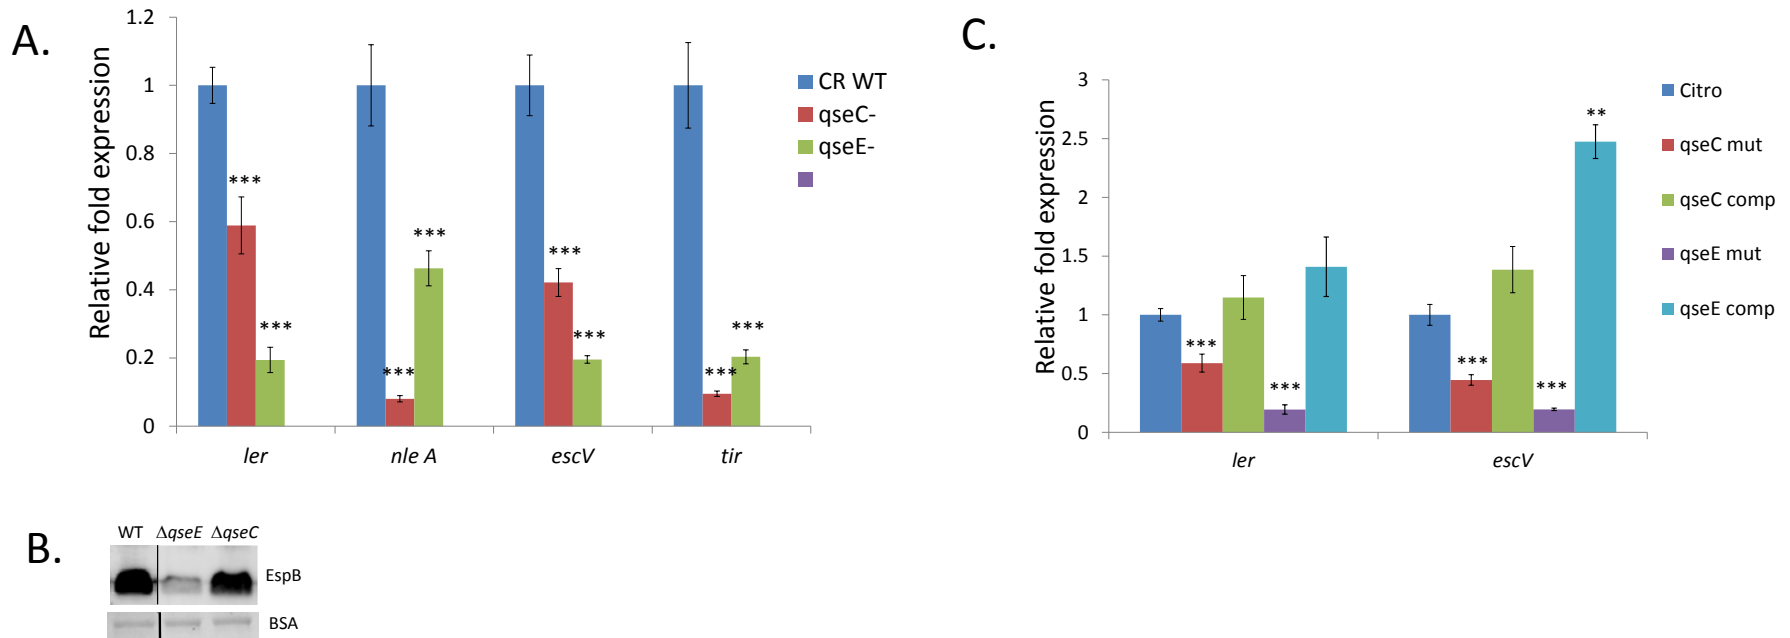 A.
Relative fold expression
1.2
1
0.8
0.6
0.4
0.2
0
***
***
***
***
***
***
***
***
ler
nle A
escV
tir
CR WT
qseC-
qseE-
B.
WT ΔqseE ΔqseC
EspB
BSA
C.
Relative fold expression
3
2.5
2
1.5
1
0.5
0
***
***
***
***
**
ler
escV
Citro
qseC mut
qseC comp
qseE mut
qseE comp